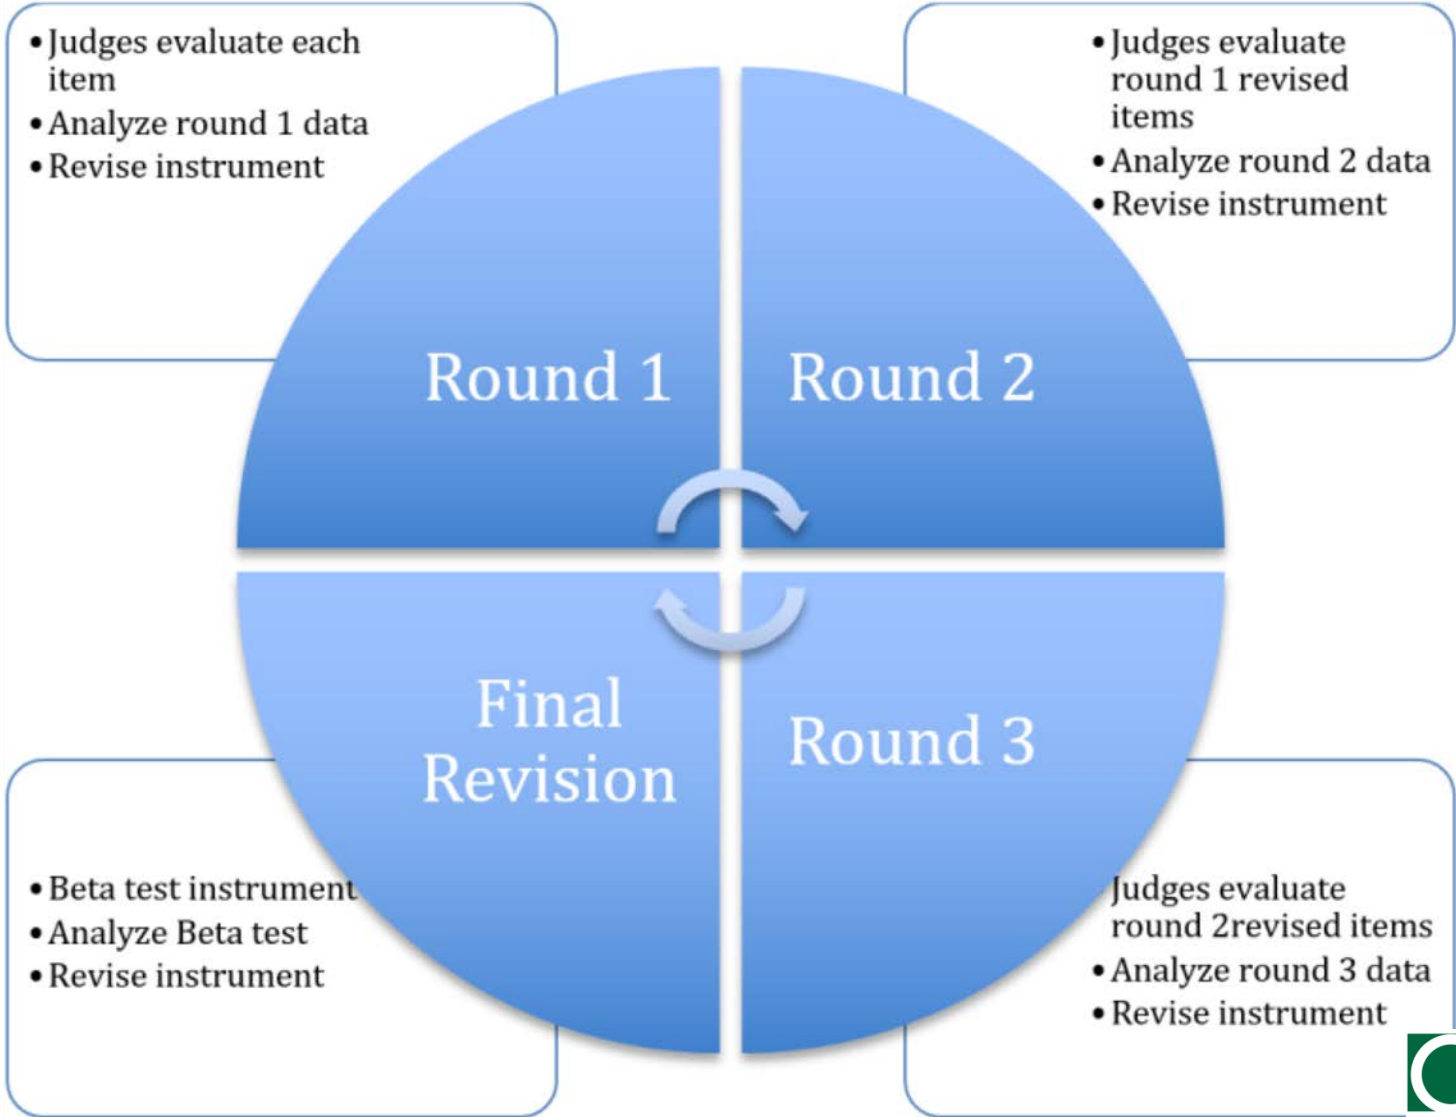 • Judges evaluate each
item
• Analyze round 1 data
• Revise instrument
• Judges evaluate
round 1 revised
items
• Analyze round 2 data
• Revise instrument
Round 1
Round 2
Final
Revision
Round 3
• Beta test instrument
• Analyze Beta test
• Revise instrument
Judges evaluate
round 2revised items
• Analyze round 3 data
• Revise instrument